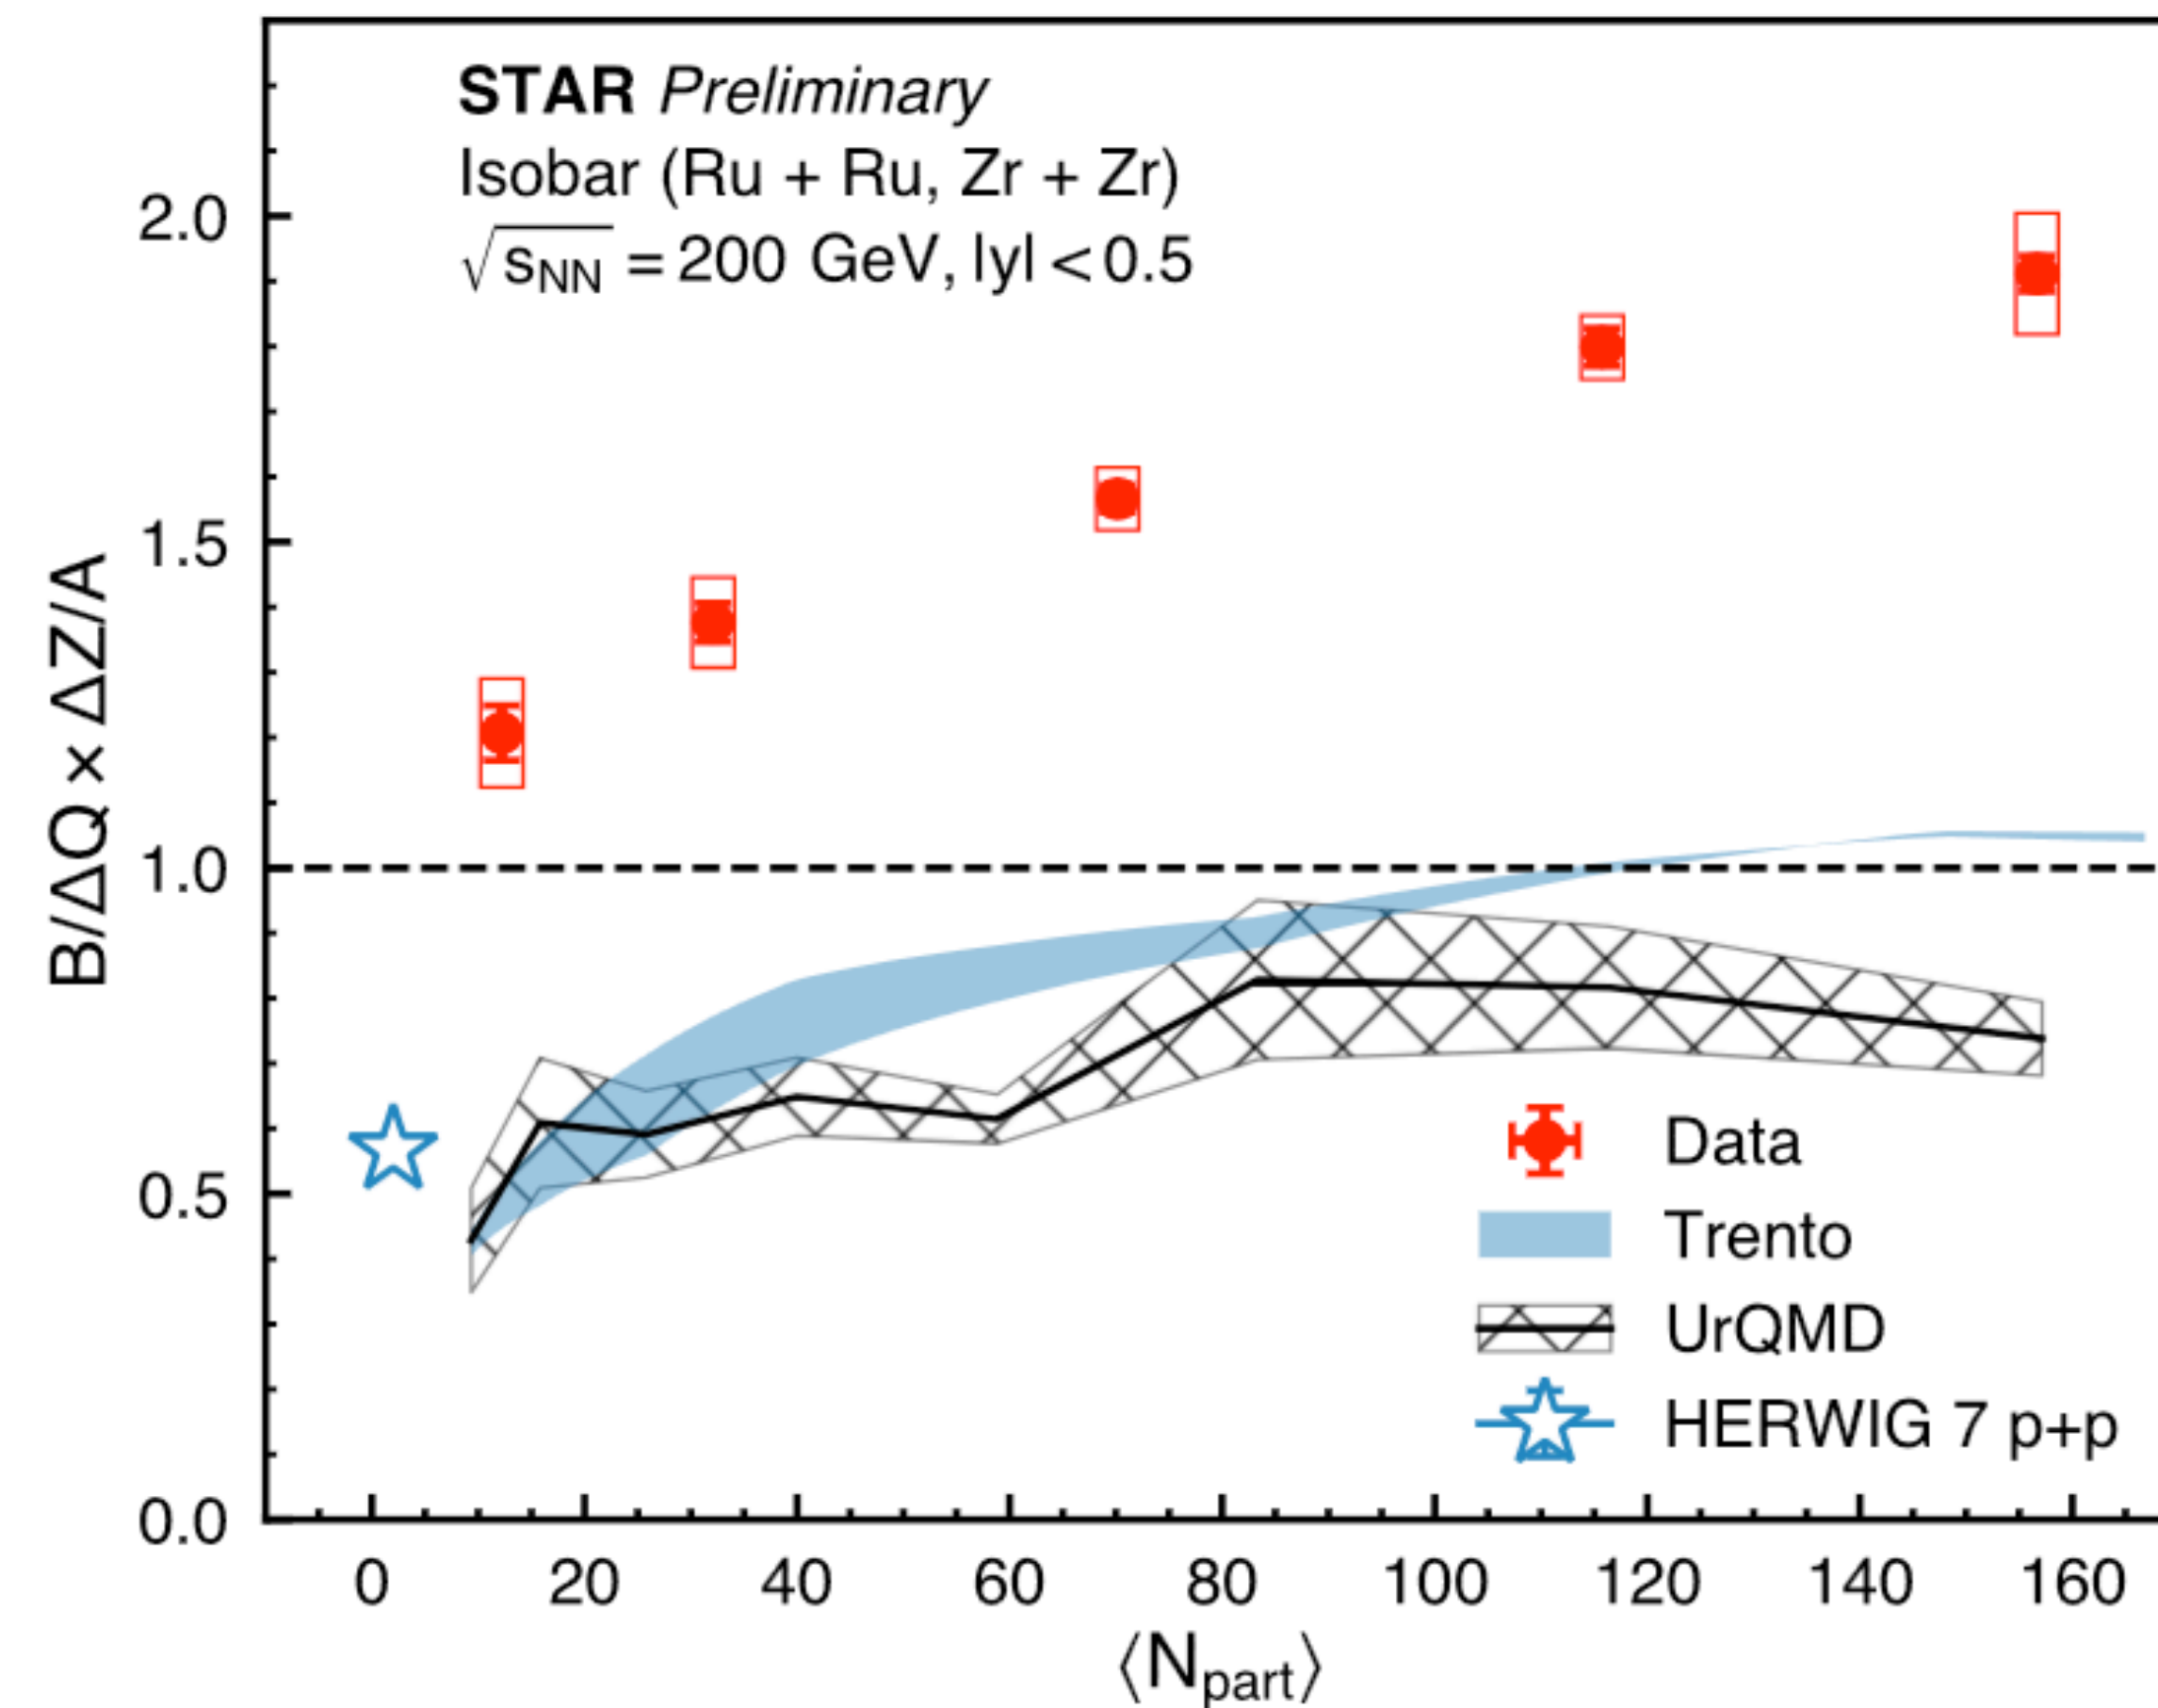 STAR Preliminary
Isobar (Ru + Ru, Zr + Zr)
√sNN = 200 GeV, |y| < 0.5
B/ΔQ × ΔZ/A
2.0
1.5
1.0
0.5
0.0
Data
Trento
UrQMD
HERWIG 7 p+p
0 20 40 60 80 100 120 140 160
⟨Npart⟩